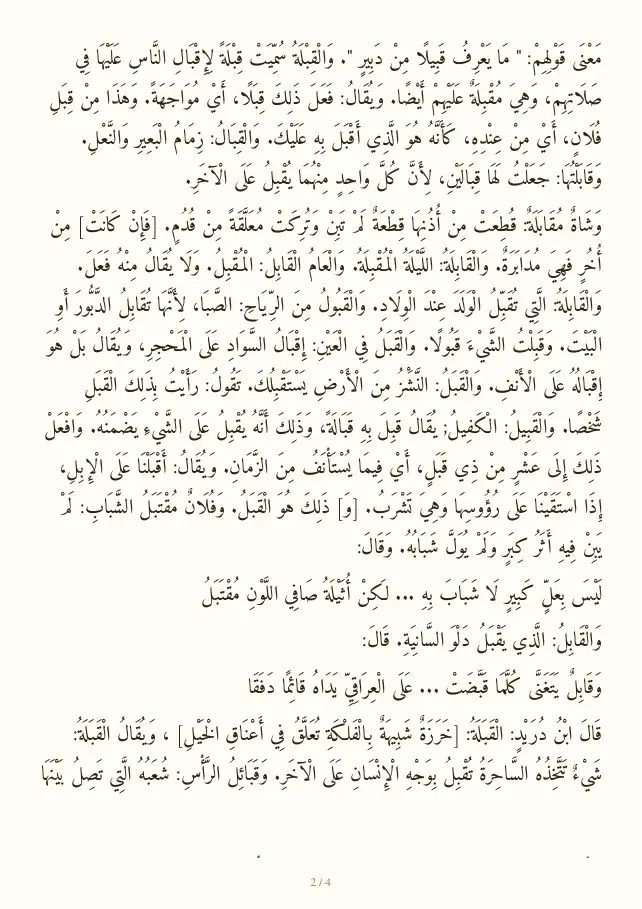 مَعْنَى قَوْلِهِمْ: " مَا يَعْرِفُ قَبِيلًا مِنْ دَبِيرٍ ". وَالْقِبْلَةُ سُمِّيَتْ قِبْلَةً لِإِقْبَالِ النَّاسِ عَلَيْهَا فِي
صَلَاتِهِمْ، وَهِيَ مُقْبِلَةٌ عَلَيْهِمْ أَيْضًا. وَيُقَالُ: فَعَلَ ذَلِكَ قِبَلًا، أَيْ مُوَاجَهَةً. وَهَذَا مِنْ قِبَلِ
فُلَانٍ، أَيْ مِنْ عِنْدِهِ، كَأَنَّهُ هُوَ الَّذِي أَقْبَلَ بِهِ عَلَيْكَ. وَالْقِبَالُ: زِمَامُ الْبَعِيرِ وَالنَّعْلِ.
وَقَابَلْتُهَا: جَعَلْتُ لَهَا قِبَالَيْنِ، لِأَنَّ كُلَّ وَاحِدٍ مِنْهُمَا يُقْبِلُ عَلَى الْآخَرِ.
وَشَاةٌ مُقَابَلَةٌ: قُطِعَتْ مِنْ أُذُنِهَا قِطْعَةٌ لَمْ تَبِنْ وَتُرِكَتْ مُعَلَّقَةً مِنْ قُدُمٍ. [فَإِنْ كَانَتْ] مِنْ
أُخُرٍ فَهِيَ مُدَابَرَةٌ. وَالْقَابِلَةُ: اللَّيْلَةُ الْمُقْبِلَةُ. وَالْعَامُ الْقَابِلُ: الْمُقْبِلُ. وَلَا يُقَالُ مِنْهُ فَعَلَ.
وَالْقَابِلَةُ: الَّتِي تُقَبِّلُ الْوَلَدَ عِنْدَ الْوِلَادِ. وَالْقَبُولُ مِنَ الرِّيَاحِ: الصَّبَا، لِأَنَّهَا تُقَابِلُ الدَّبُّورَ أَوِ
الْبَيْتَ. وَقَبِلْتُ الشَّيْءَ قَبُولًا. وَالْقَبَلُ فِي الْعَيْنِ: إِقْبَالُ السَّوَادِ عَلَى الْمَحْجِرِ، وَيُقَالُ بَلْ هُوَ
إِقْبَالُهُ عَلَى الْأَنْفِ. وَالْقَبَلُ: النَّشْزُ مِنَ الْأَرْضِ يَسْتَقْبِلُكَ. تَقُولُ: رَأَيْتُ بِذَلِكَ الْقَبَلِ
شَخْصًا. وَالْقَبِيلُ: الْكَفِيلُ; يُقَالُ قَبِلَ بِهِ قَبَالَةً، وَذَلِكَ أَنَّهُ يُقْبِلُ عَلَى الشَّيْءِ يَضْمَنُهُ. وَافْعَلْ
ذَلِكَ إِلَى عَشْرٍ مِنْ ذِي قَبَلٍ، أَيْ فِيمَا يُسْتَأْنَفُ مِنَ الزَّمَانِ. وَيُقَالُ: أَقْبَلْنَا عَلَى الْإِبِلِ،
إِذَا اسْتَقَيْنَا عَلَى رُؤُوسِهَا وَهِيَ تَشْرَبُ. [وَ] ذَلِكَ هُوَ الْقَبَلُ. وَفُلَانٌ مُقْتَبَلُ الشَّبَابِ: لَمْ
يَبِنْ فِيهِ أَثَرُ كِبَرٍ وَلَمْ يُوَلِّ شَبَابُهُ. وَقَالَ:
لَيْسَ بِعَلٍّ كَبِيرٍ لَا شَبَابَ بِهِ ... لَكِنْ أُثَيْلَةُ صَافِي اللَّوْنِ مُقْتَبَلُ
وَالْقَابِلُ: الَّذِي يَقْبَلُ دَلْوَ السَّانِيَةِ. قَالَ:
وَقَابِلٌ يَتَغَنَّى كُلَّمَا قَبَّضَتْ ... عَلَى الْعِرَاقِيِّ يَدَاهُ قَائِمًا دَفَقَا
قَالَ ابْنُ دُرَيْدٍ: الْقَبَلَةُ: [خَرَزَةٌ شَبِيهَةٌ بِالْفَلْكَةِ تُعَلَّقُ فِي أَعْنَاقِ الْخَيْلِ] ، وَيُقَالُ الْقَبَلَةُ:
شَيْءٌ تَتَّخِذُهُ السَّاحِرَةُ تُقْبِلُ بِوَجْهِ الْإِنْسَانِ عَلَى الْآخَرِ. وَقَبَائِلُ الرَّأْسِ: شُعَبُهُ الَّتِي تَصِلُ بَيْنَهَا
2 / 4